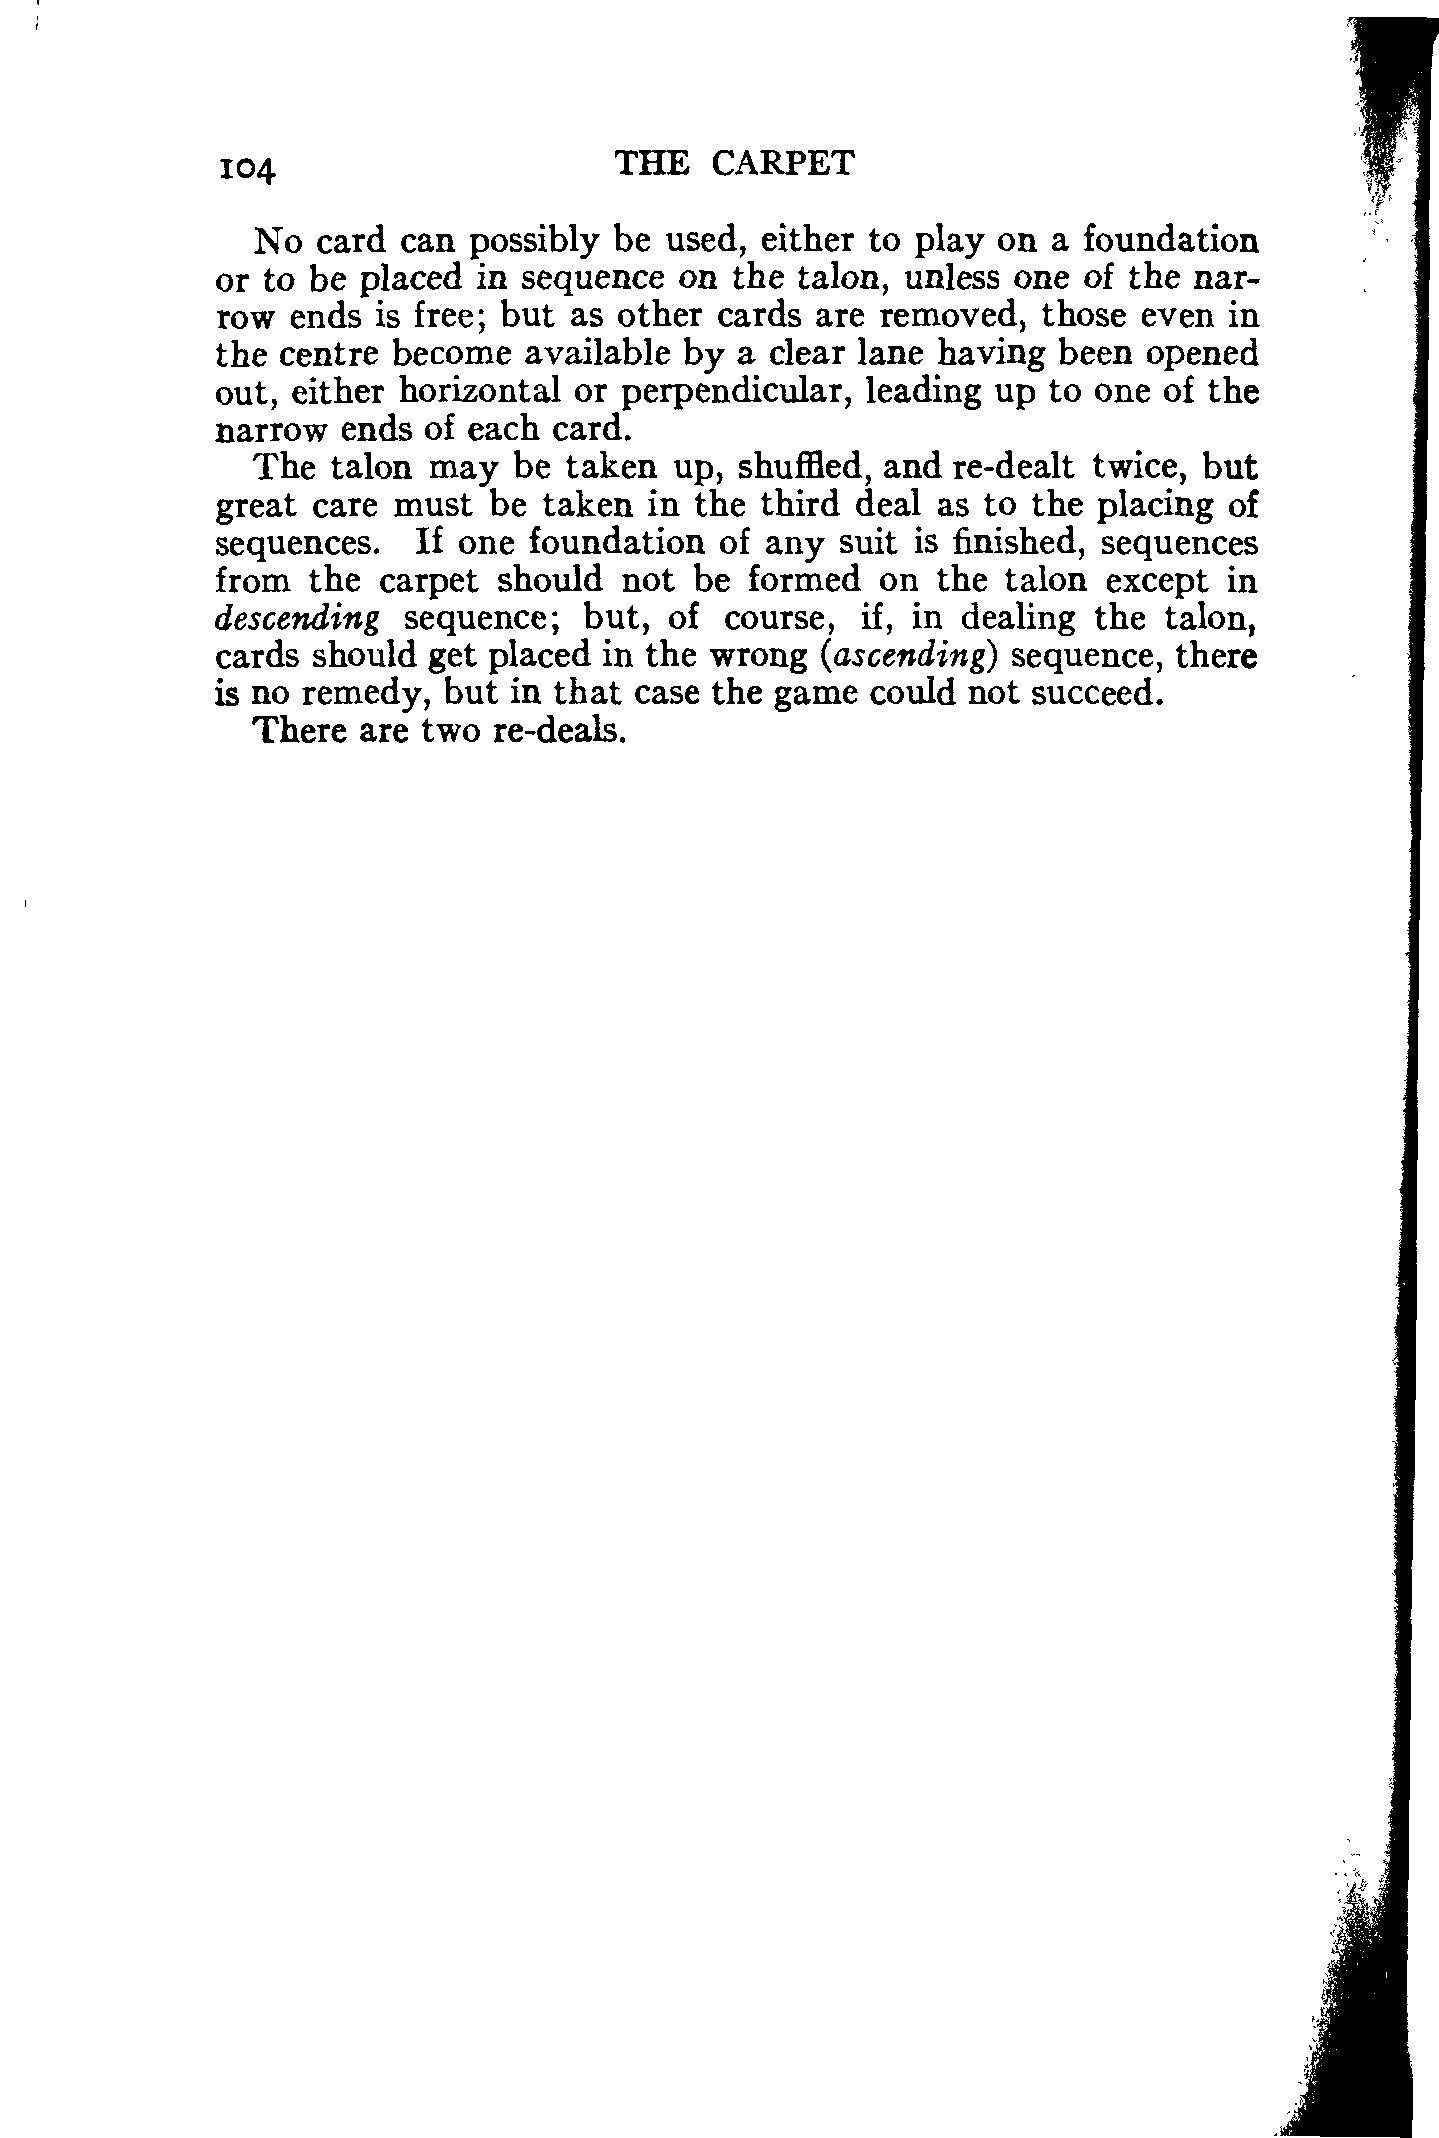 104 THE CARPET
No card can possibly be used, either to play on a foundation
or to be placed in sequence on the talon, unless one of the nar-
row ends is free; but as other cards are removed, those even in
the centre become available by a clear lane having been opened
out, either horizontal or perpendicular, leading up to one of the
narrow ends of each card.
The talon may be taken up, shuffled, and re-dealt twice, but
great care must be taken in the third deal as to the placing of
sequences. If one foundation of any suit is finished, sequences
from the carpet should not be formed on the talon except in
descending sequence; but, of course, if, in dealing the talon,
cards should get placed in the wrong (ascending) sequence, there
is no remedy, but in that case the game could not succeed.
There are two re-deals.